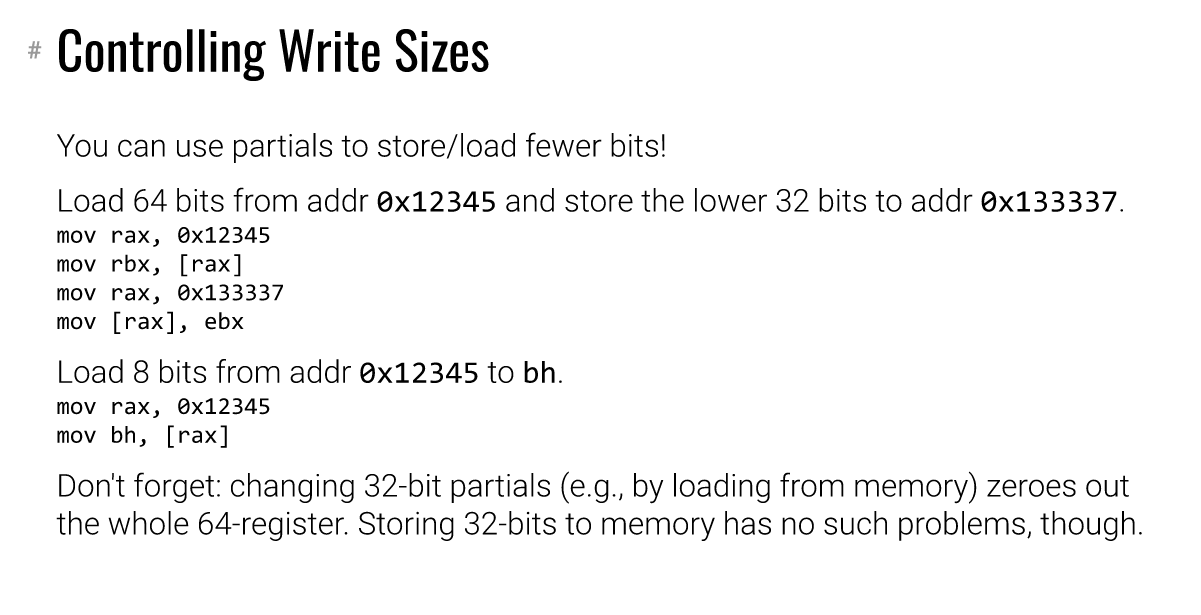 # Controlling Write Sizes
You can use partials to store/load fewer bits!
Load 64 bits from addr 0x12345 and store the lower 32 bits to addr 0x133337.
mov rax, 0x12345
mov rbx, [rax]
mov rax, 0x133337
mov [rax], ebx
Load 8 bits from addr 0x12345 to bh.
mov rax, 0x12345
mov bh, [rax]
Don't forget: changing 32-bit partials (e.g., by loading from memory) zeroes out
the whole 64-register. Storing 32-bits to memory has no such problems, though.